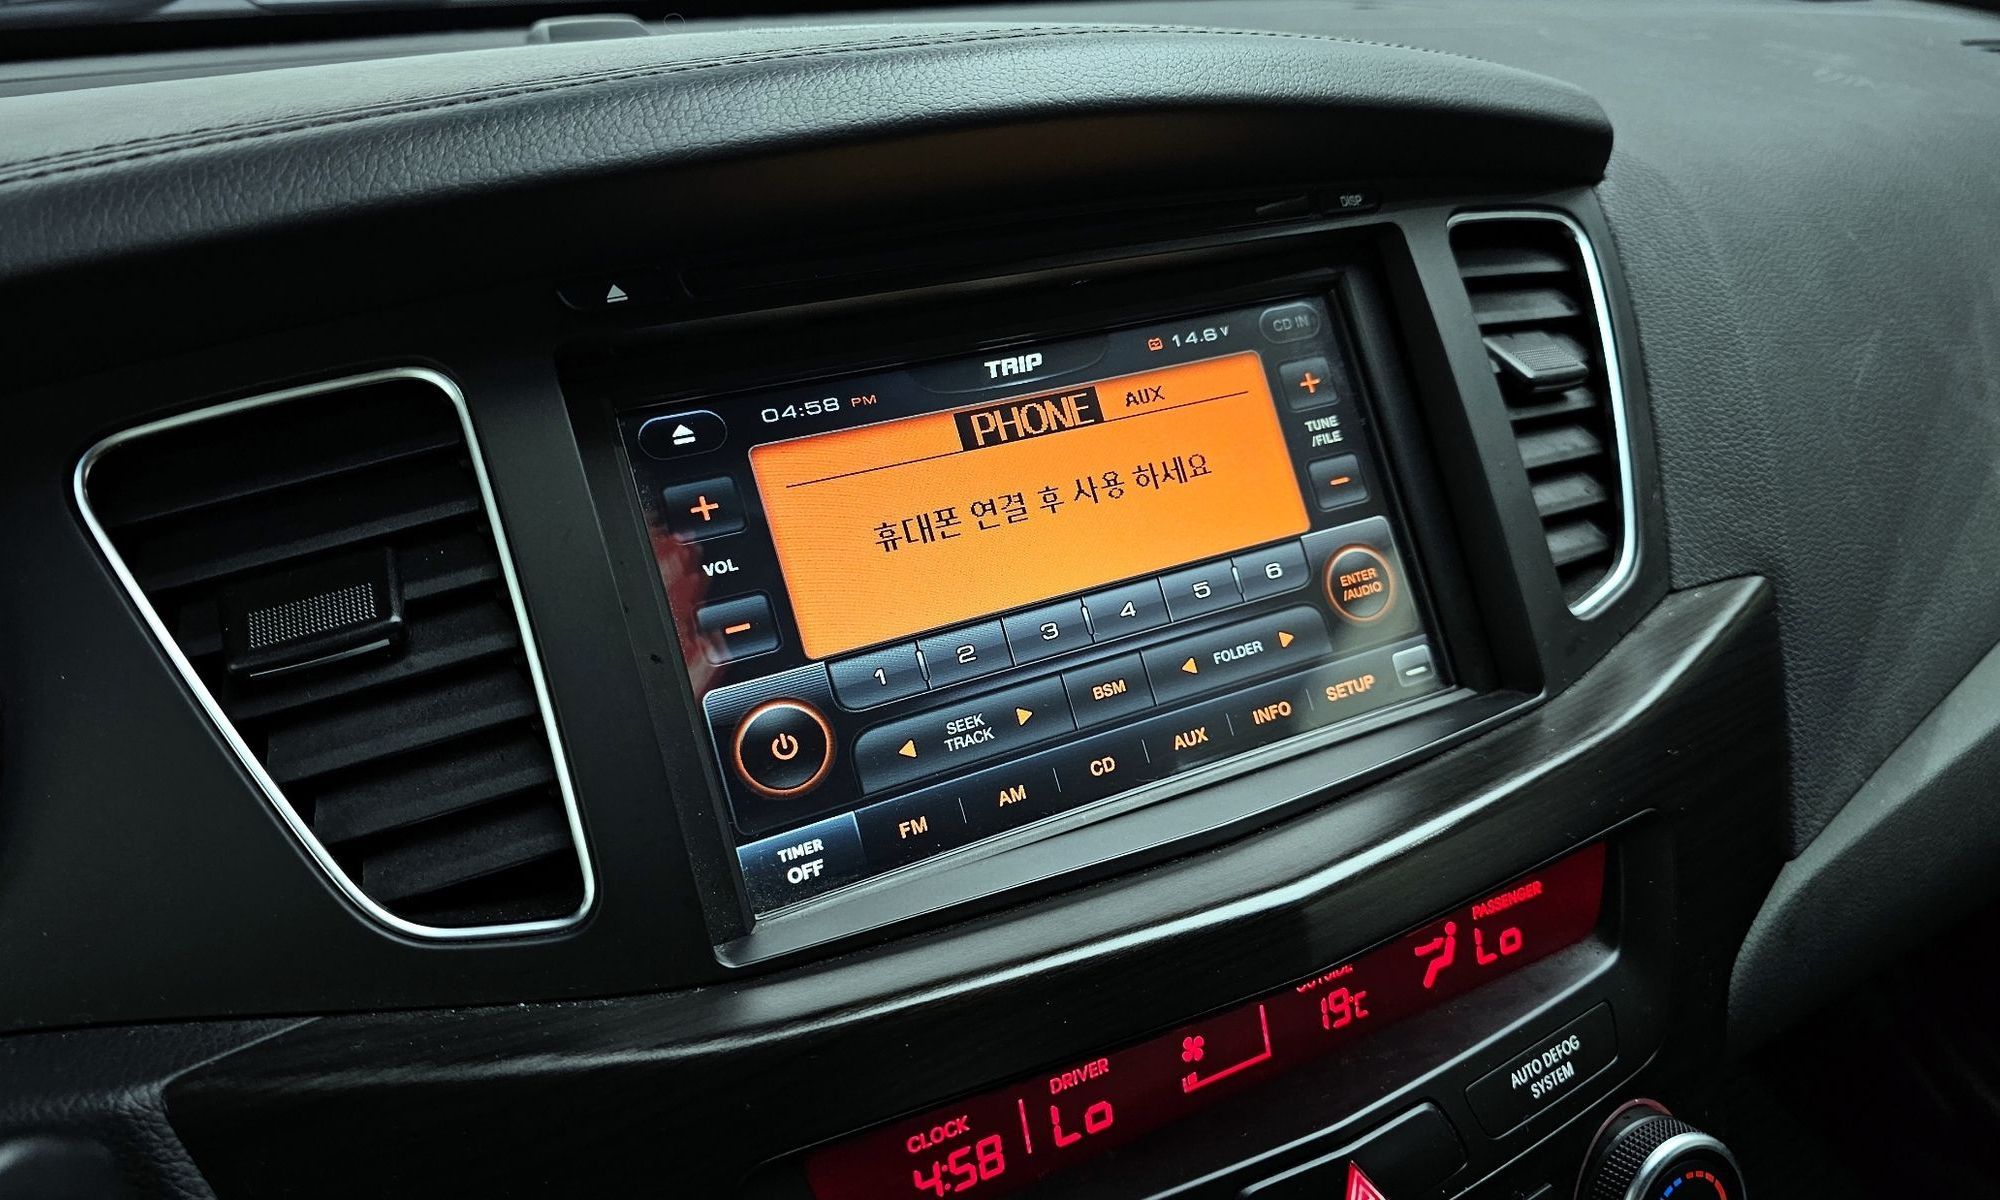 DISP
CD IN
14.6 V
TRIP
04:58 PM
PHONE AUX
휴대폰 연결 후 사용 하세요
TUNE
/FILE
VOL
1 2 3 4 5 6
ENTER
/AUDIO
SEEK
TRACK
BSM
FOLDER
TIMER
OFF
FM AM CD AUX INFO SETUP
PASSENGER
Lo
OUTSIDE
19°C
DRIVER
Lo
CLOCK
4:58
AUTO DEFOG
SYSTEM